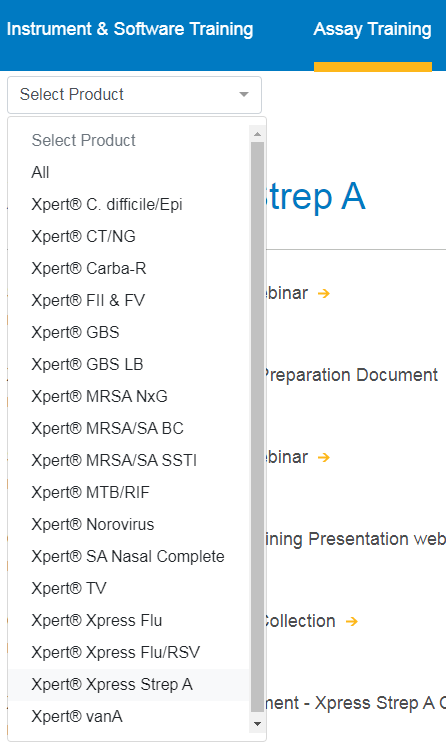 Instrument & Software Training
Assay Training
Select Product
Select Product
All
Xpert® C. difficile/Epi
Strep A
Xpert® CT/NG
Xpert® Carba-R
ebinar →
Xpert® FII & FV
Xpert® GBS
Xpert® GBS LB
Preparation Document
Xpert® MRSA NxG
Xpert® MRSA/SA BC
Xpert® MRSA/SA SSTI
ebinar →
Xpert® MTB/RIF
Xpert® Norovirus
ining Presentation web
Xpert® SA Nasal Complete
Xpert® TV
Xpert® Xpress Flu
Collection →
Xpert® Xpress Flu/RSV
Xpert® Xpress Strep A
ment - Xpress Strep A C
Xpert® vanA